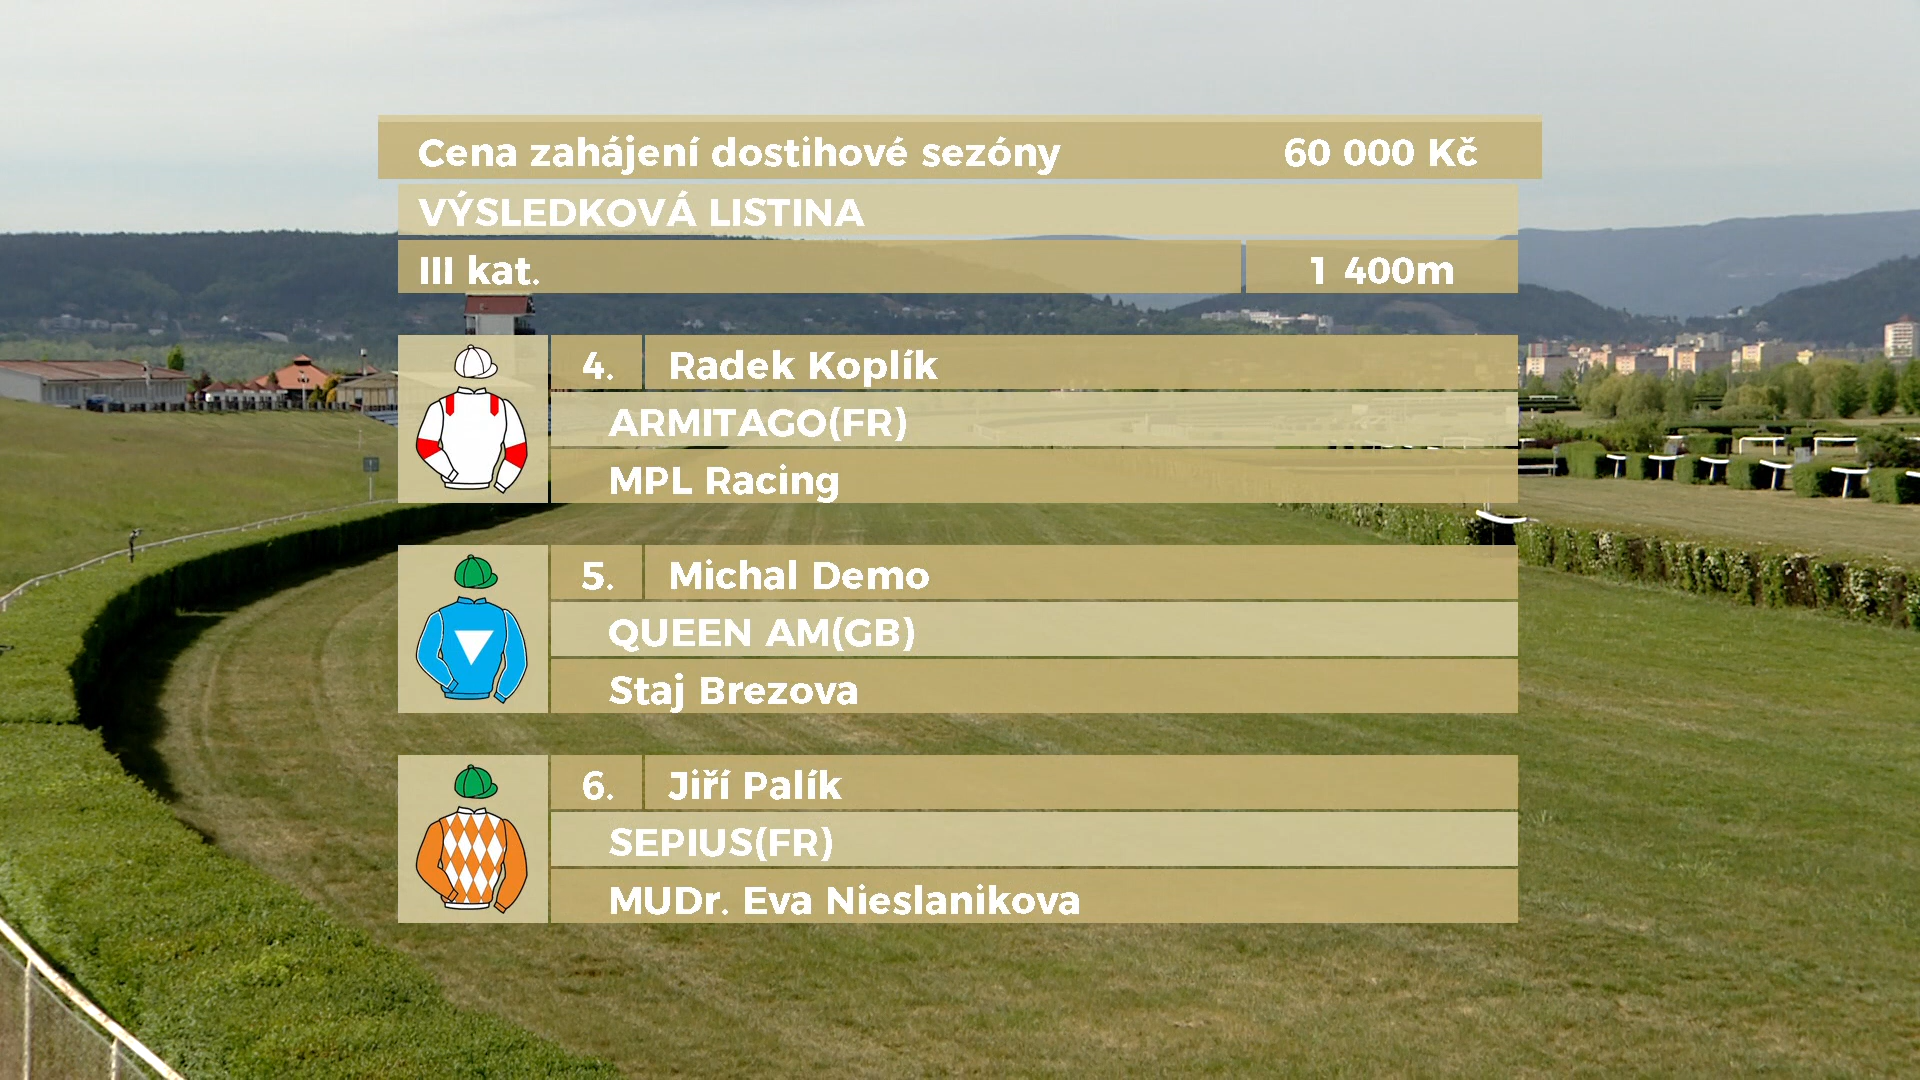 Cena zahájení dostihové sezóny 60 000 Kč
VÝSLEDKOVÁ LISTINA
III kat. 1 400m
4. Radek Koplík
ARMITAGO(FR)
MPL Racing
5. Michal Demo
QUEEN AM(GB)
Staj Brezova
6. Jiří Palík
SEPIUS(FR)
MUDr. Eva Nieslanikova